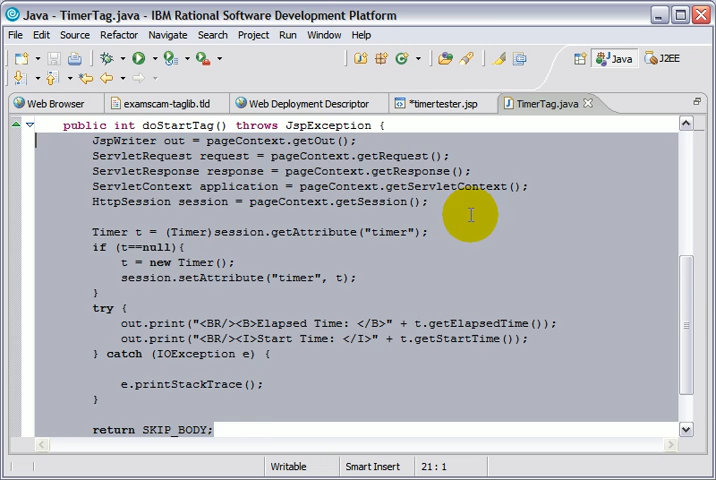 Java - TimerTag.java - IBM Rational Software Development Platform
File Edit Source Refactor Navigate Search Project Run Window Help
Java J2EE
Web Browser examscam-taglib.tld Web Deployment Descriptor *timertester.jsp TimerTag.java
public int doStartTag() throws JspException {
JspWriter out = pageContext.getOut();
ServletRequest request = pageContext.getRequest();
ServletResponse response = pageContext.getResponse();
ServletContext application = pageContext.getServletContext();
HttpSession session = pageContext.getSession();
Timer t = (Timer)session.getAttribute("timer");
if (t==null){
t = new Timer();
session.setAttribute("timer", t);
}
try {
out.print("<BR/><B>Elapsed Time: </B>" + t.getElapsedTime());
out.print("<BR/><I>Start Time: </I>" + t.getStartTime());
} catch (IOException e) {
e.printStackTrace();
}
return SKIP_BODY;
Writable Smart Insert 21 : 1